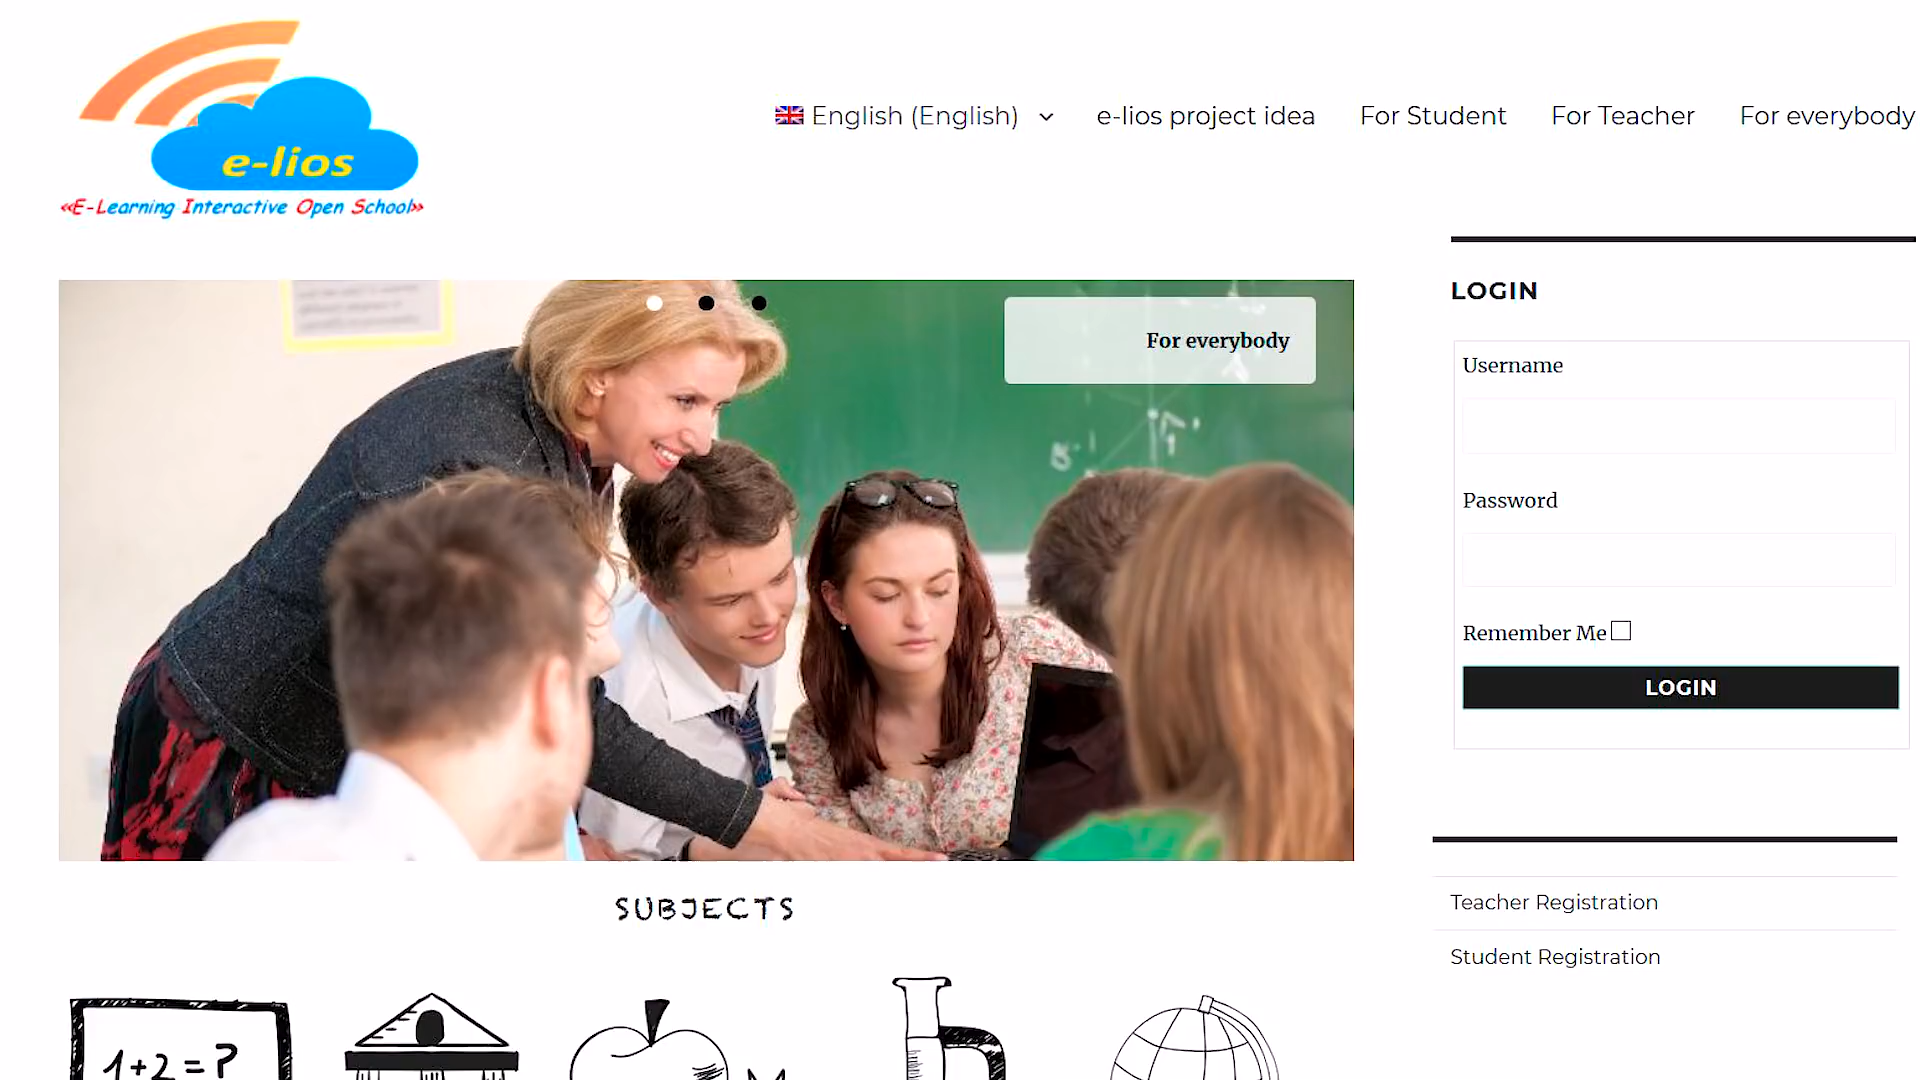 e-lios
«E-Learning Interactive Open School»
English (English)
e-lios project idea
For Student
For Teacher
For everybody
For everybody
LOGIN
Username
Password
Remember Me
LOGIN
Teacher Registration
Student Registration
SUBJECTS
1+2=?